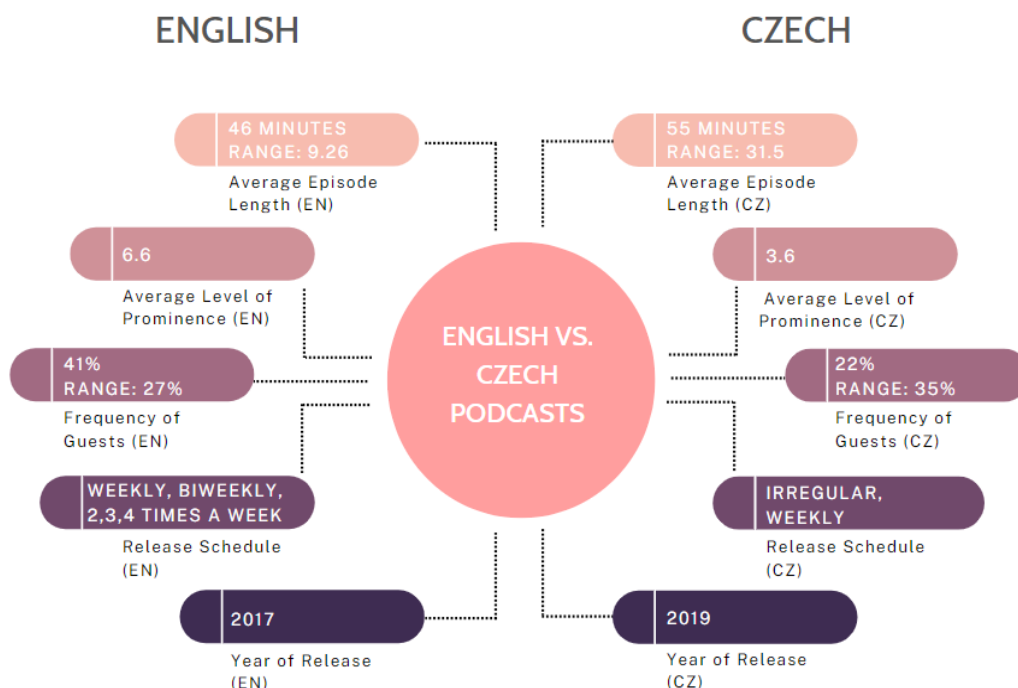 ENGLISH
CZECH
46 MINUTES
RANGE: 9.26
Average Episode
Length (EN)
55 MINUTES
RANGE: 31.5
Average Episode
Length (CZ)
6.6
Average Level of
Prominence (EN)
3.6
Average Level of
Prominence (CZ)
ENGLISH VS.
CZECH
PODCASTS
41%
RANGE: 27%
Frequency of
Guests (EN)
22%
RANGE: 35%
Frequency of
Guests (CZ)
WEEKLY, BIWEEKLY,
2,3,4 TIMES A WEEK
Release Schedule
(EN)
IRREGULAR,
WEEKLY
Release Schedule
(CZ)
2017
Year of Release
(EN)
2019
Year of Release
(CZ)